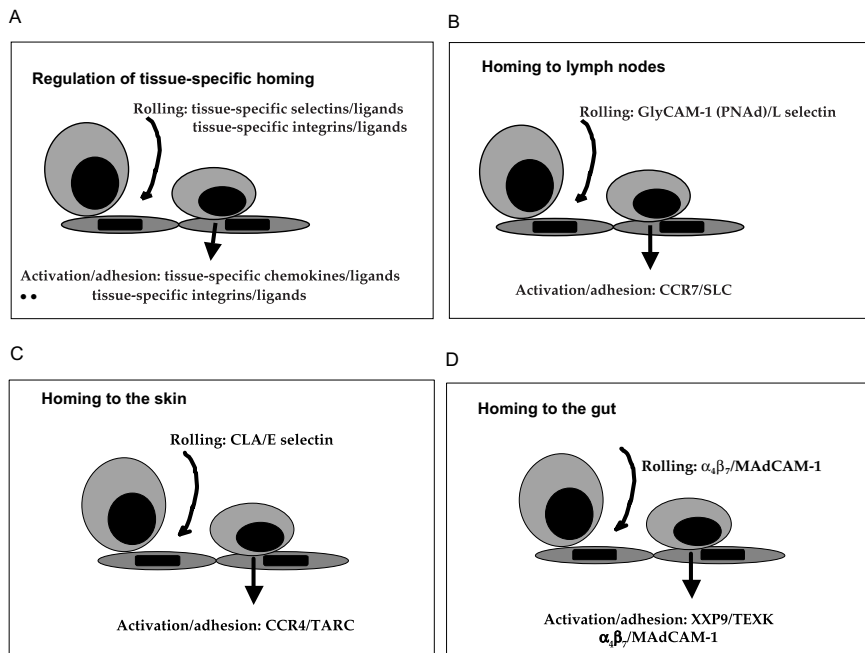 A
Regulation of tissue-specific homing
Rolling: tissue-specific selectins/ligands
tissue-specific integrins/ligands
Activation/adhesion: tissue-specific chemokines/ligands
•• tissue-specific integrins/ligands
B
Homing to lymph nodes
Rolling: GlyCAM-1 (PNAd)/L selectin
Activation/adhesion: CCR7/SLC
C
Homing to the skin
Rolling: CLA/E selectin
Activation/adhesion: CCR4/TARC
D
Homing to the gut
Rolling: α₄β₇/MAdCAM-1
Activation/adhesion: XXP9/TEXK
α₄β₇/MAdCAM-1